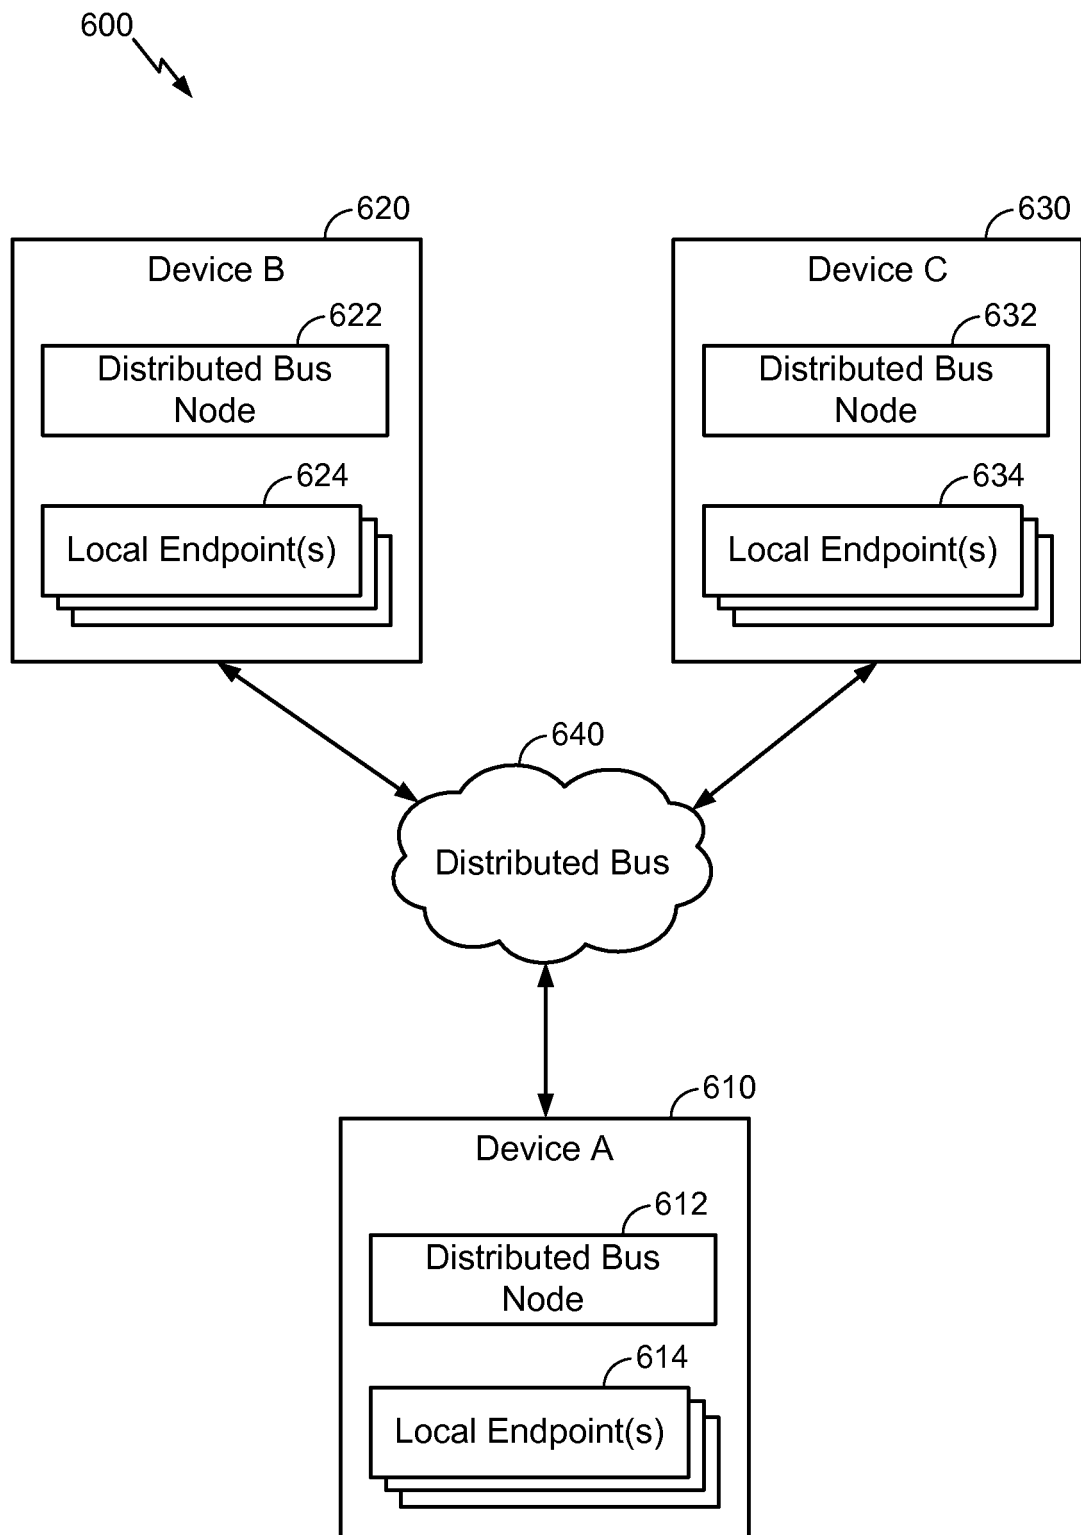 600
620
630
Device B
Device C
622
632
Distributed Bus
Node
Distributed Bus
Node
624
634
Local Endpoint(s)
Local Endpoint(s)
640
Distributed Bus
610
Device A
612
Distributed Bus
Node
614
Local Endpoint(s)